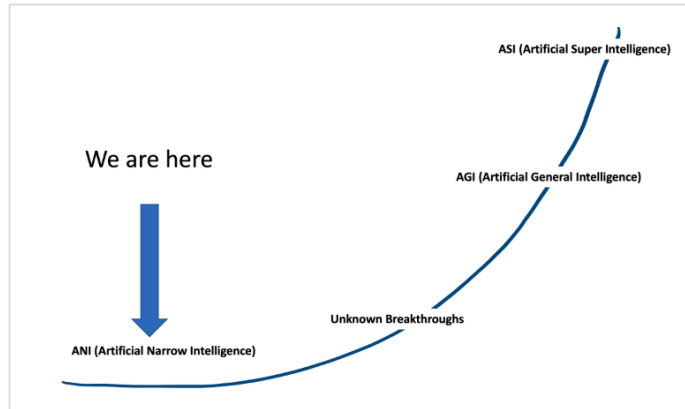 ASI (Artificial Super Intelligence)
We are here
AGI (Artificial General Intelligence)
Unknown Breakthroughs
ANI (Artificial Narrow Intelligence)